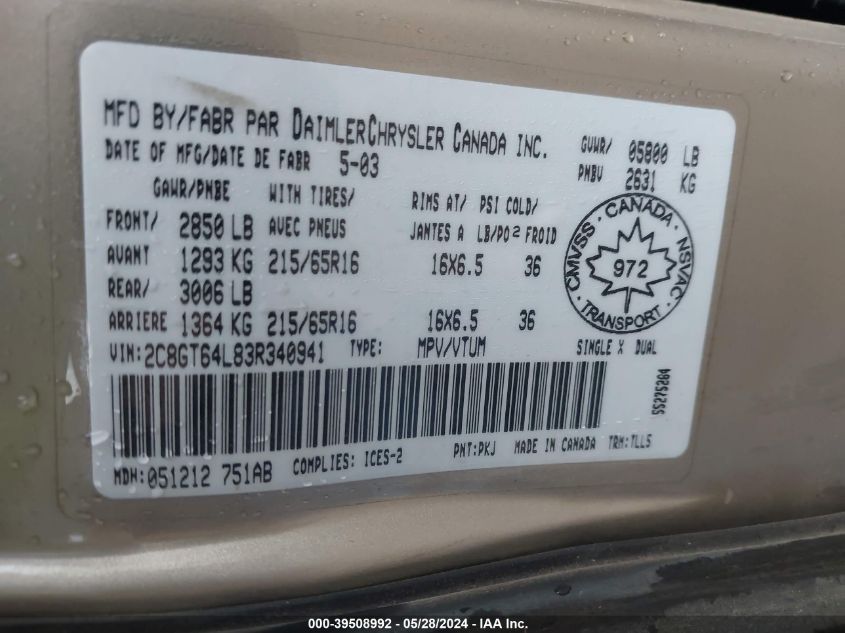 MFD BY/FABR PAR DAIMLERCHRYSLER CANADA INC.
DATE OF MFG/DATE DE FABR 5-03
GVWR/ 05800 LB
PNBV 2631 KG
GAWR/PNBE WITH TIRES/ RIMS AT/ PSI COLD/
FRONT/ 2850 LB AVEC PNEUS JANTES A LB/PO² FROID
AVANT 1293 KG 215/65R16 16X6.5 36
REAR/ 3006 LB
ARRIERE 1364 KG 215/65R16 16X6.5 36
CMVSS · CANADA · NSVAC
972
TRANSPORT
VIN:2C8GT64L83R340941 TYPE: MPV/VTUM SINGLE X DUAL
55275264
PNT:PKJ MADE IN CANADA TRM:TLL5
MDH:051212 751AB COMPLIES: ICES-2
000-39508992 - 05/28/2024 - IAA Inc.